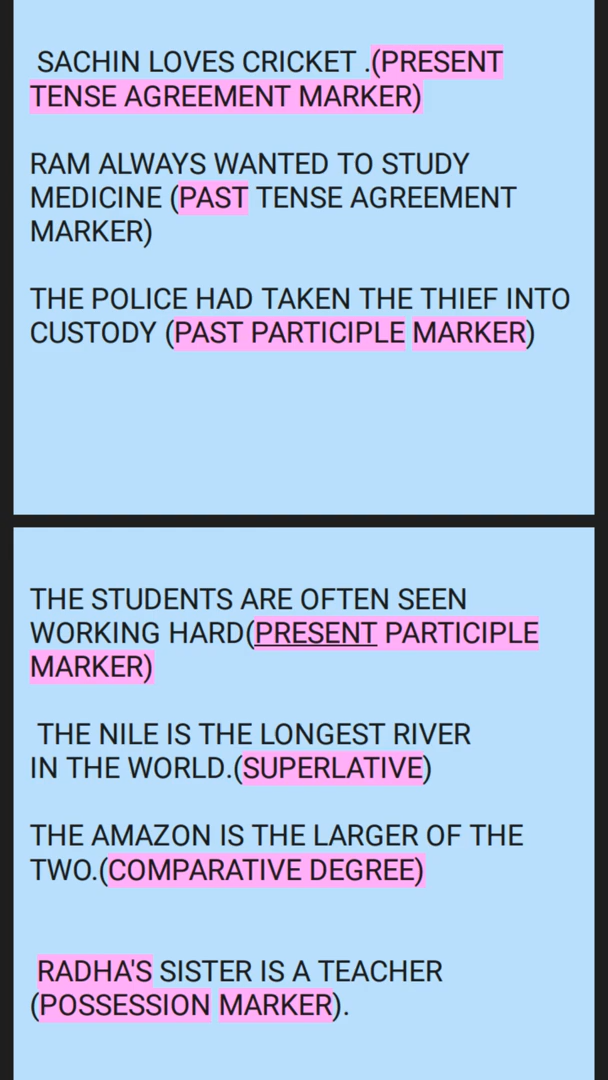 SACHIN LOVES CRICKET .(PRESENT
TENSE AGREEMENT MARKER)
RAM ALWAYS WANTED TO STUDY
MEDICINE (PAST TENSE AGREEMENT
MARKER)
THE POLICE HAD TAKEN THE THIEF INTO
CUSTODY (PAST PARTICIPLE MARKER)
THE STUDENTS ARE OFTEN SEEN
WORKING HARD(PRESENT PARTICIPLE
MARKER)
THE NILE IS THE LONGEST RIVER
IN THE WORLD.(SUPERLATIVE)
THE AMAZON IS THE LARGER OF THE
TWO.(COMPARATIVE DEGREE)
RADHA'S SISTER IS A TEACHER
(POSSESSION MARKER).